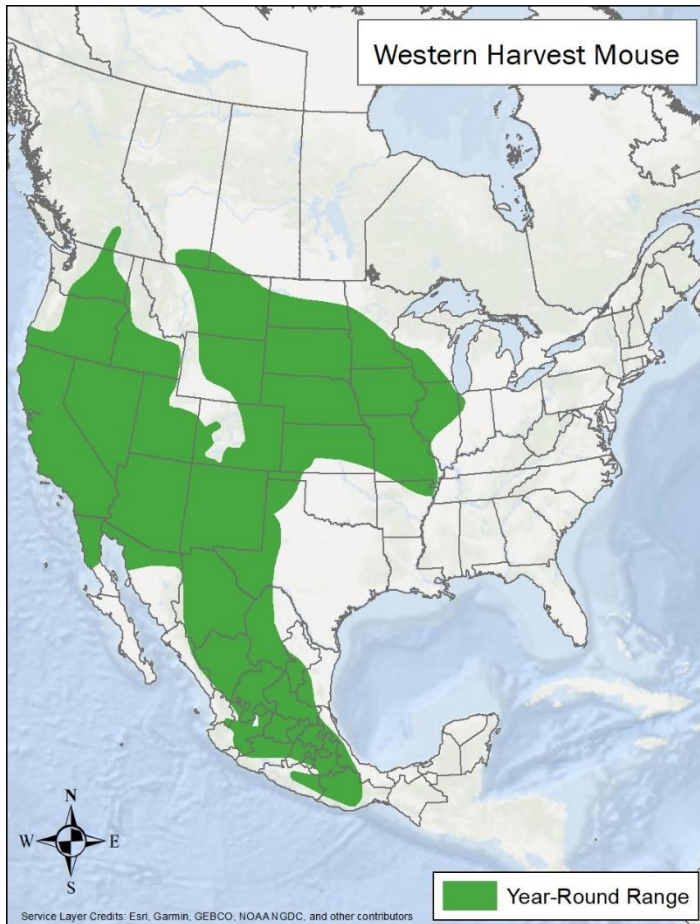 Western Harvest Mouse
N
W E
S
Year-Round Range
Service Layer Credits: Esri, Garmin, GEBCO, NOAA NGDC, and other contributors